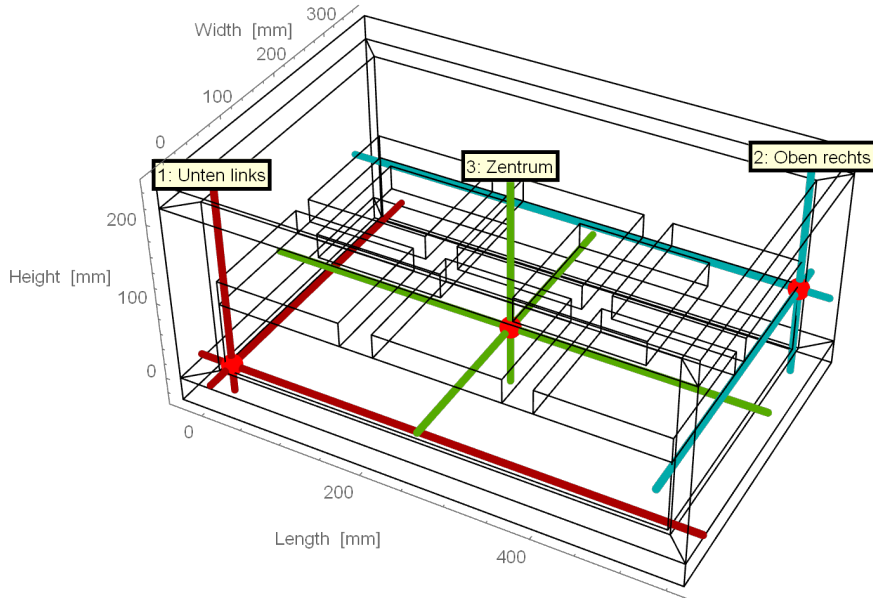 300
Width [mm]
200
100
0
1: Unten links
3: Zentrum
2: Oben rechts
200
Height [mm]
100
0
0
200
Length [mm]
400